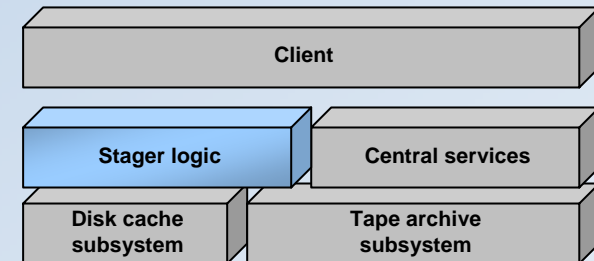 Client
Stager logic
Central services
Disk cache
subsystem
Tape archive
subsystem